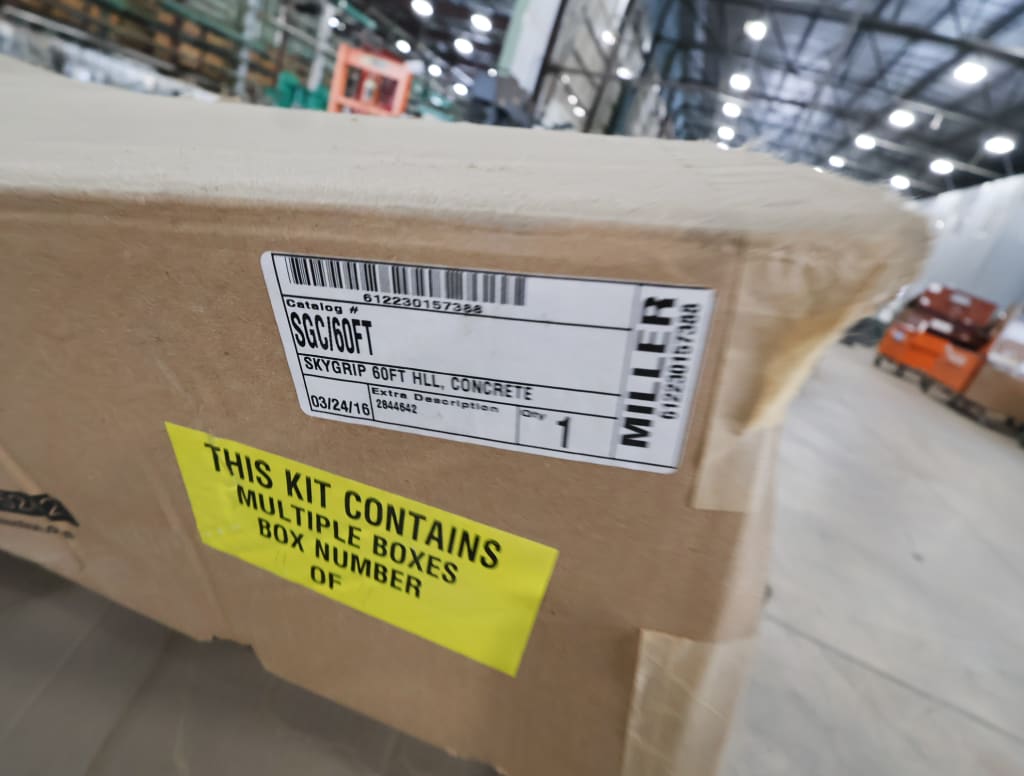 612230157388
Catalog #
SGC/60FT
SKYGRIP 60FT HLL, CONCRETE
03/24/16
Extra Description
2844642
Qty
1
MILLER
612230157388
THIS KIT CONTAINS
MULTIPLE BOXES
BOX NUMBER
OF